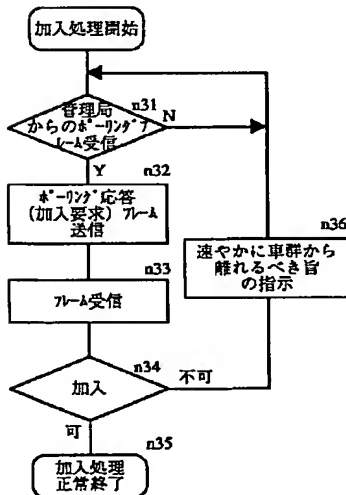 加入処理開始
n31
管理局
からのポーリングフ
レーム受信
N
Y
n32
ポーリング応答
(加入要求)フレーム
送信
n36
速やかに車群から
離れるべき旨
の指示
n33
フレーム受信
n34
加入
不可
可
n35
加入処理
正常終了